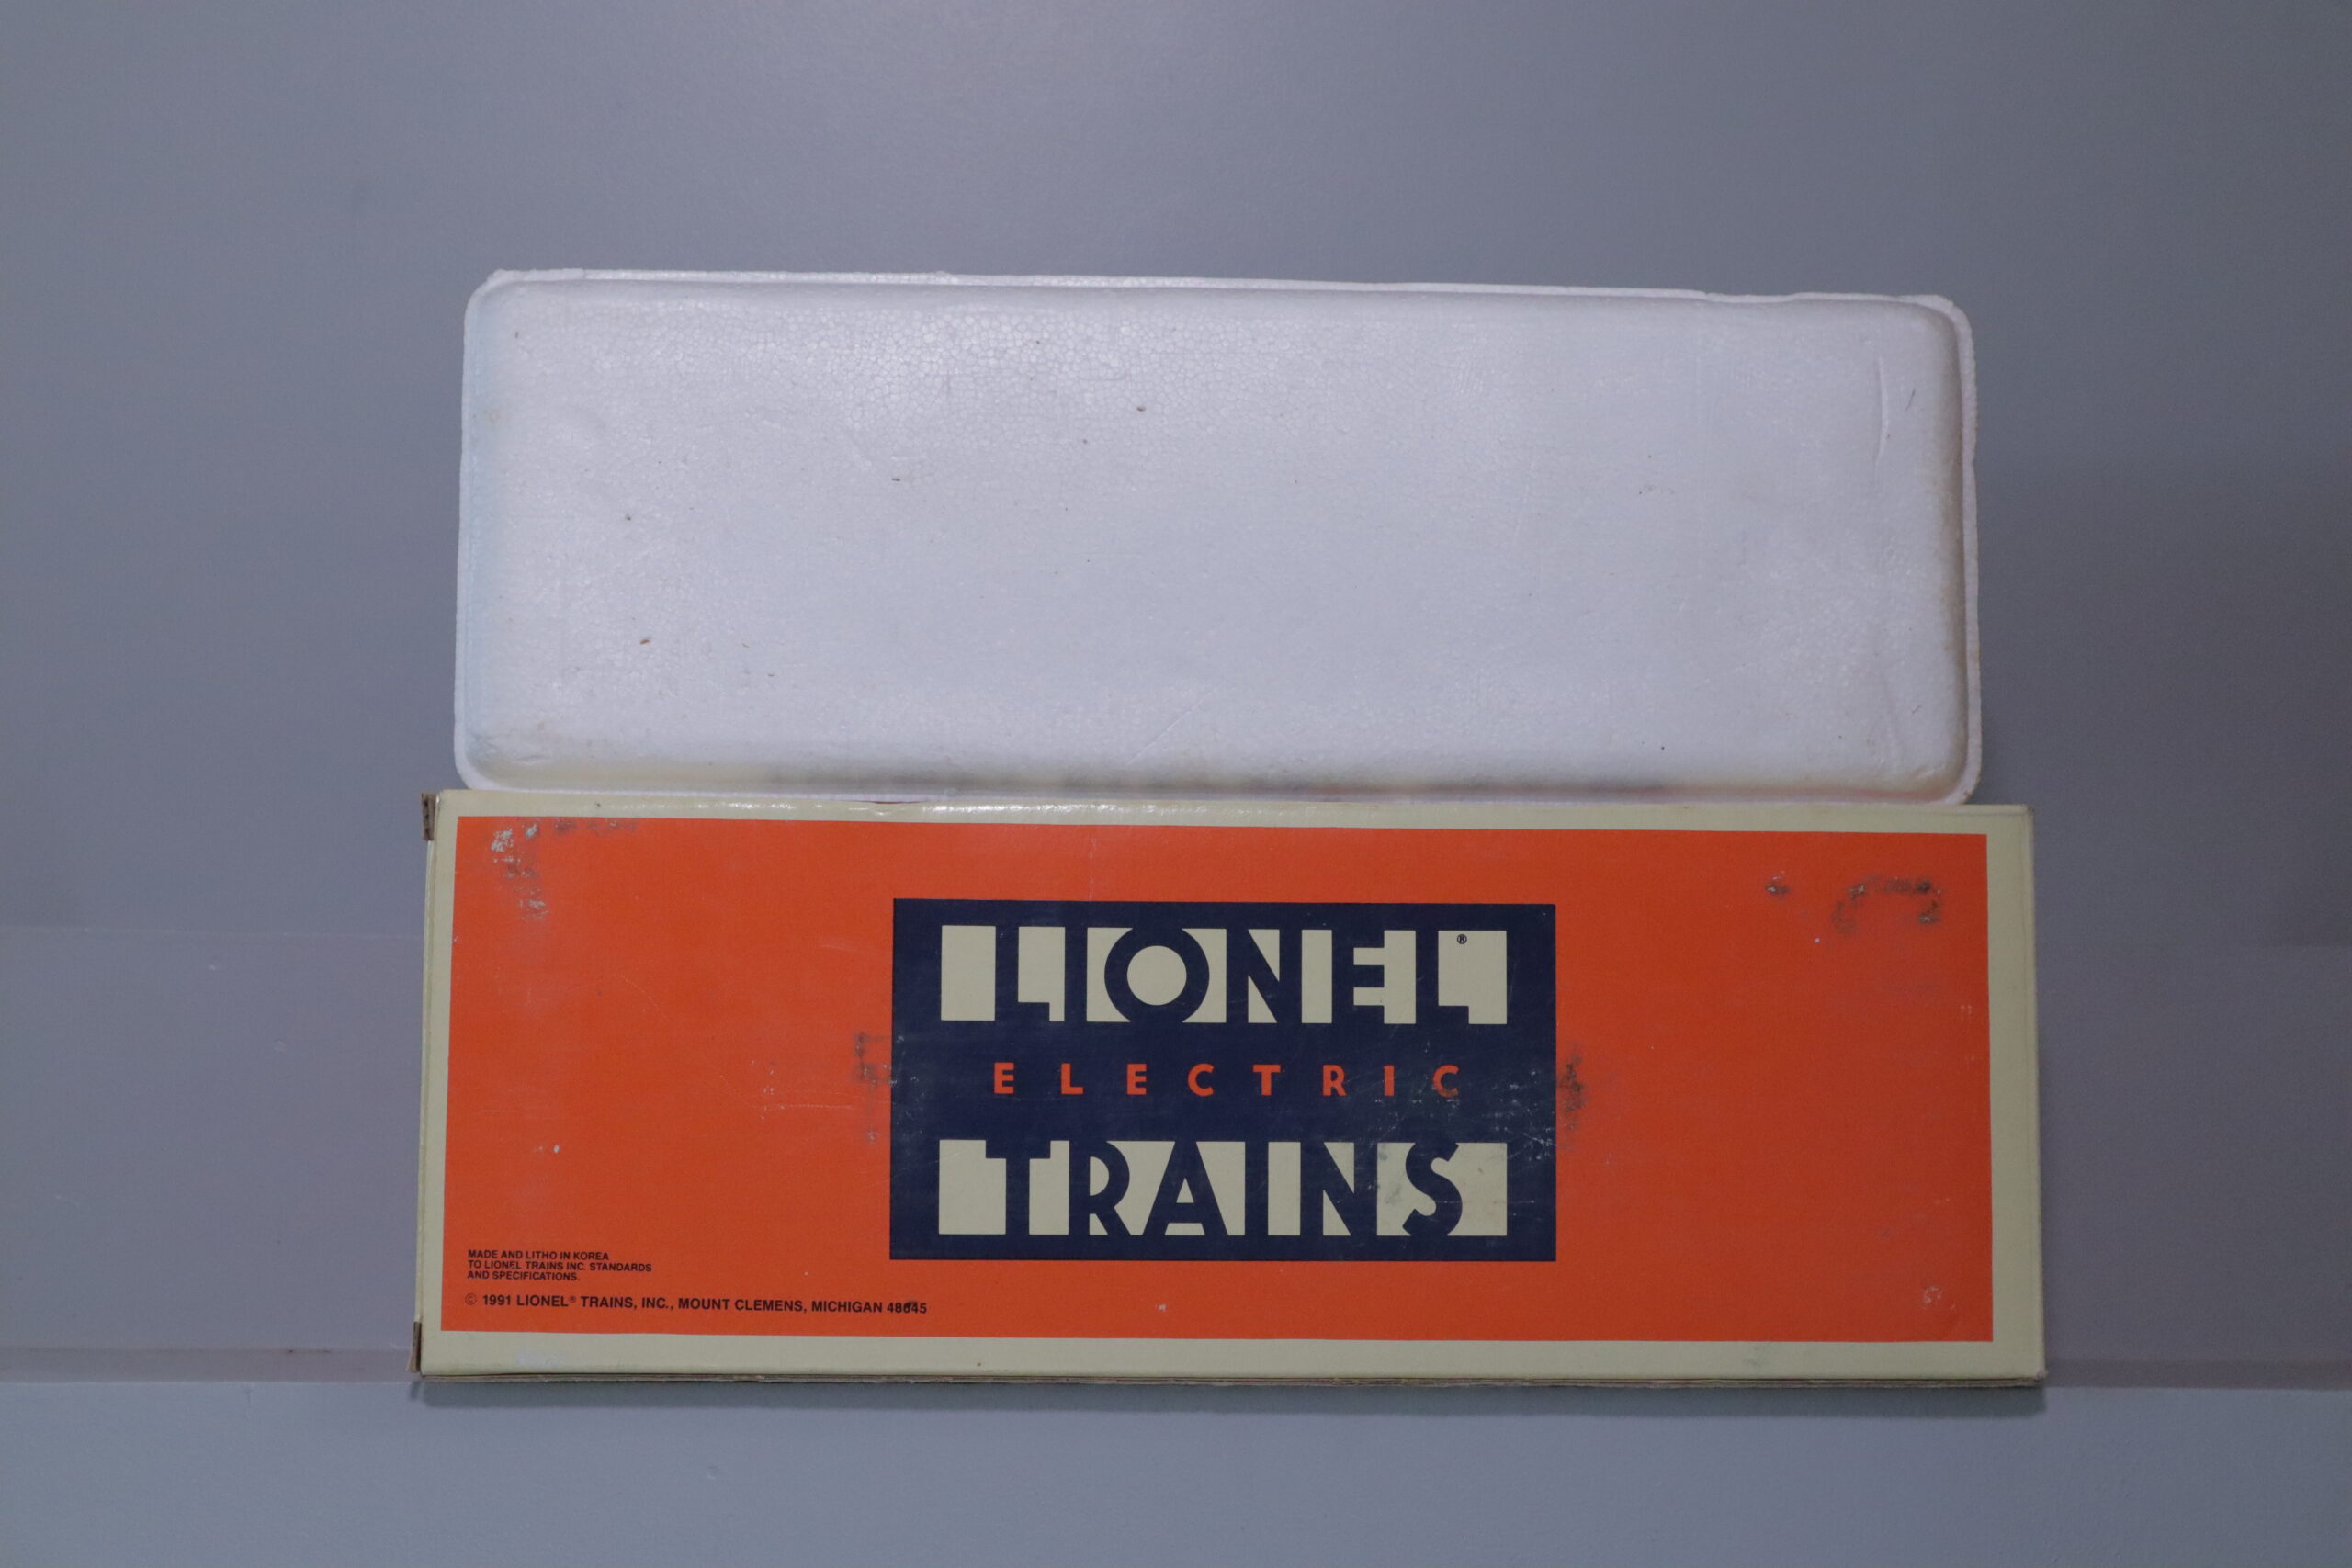 LIONEL®
ELECTRIC
TRAINS
MADE AND LITHO IN KOREA
TO LIONEL TRAINS INC. STANDARDS
AND SPECIFICATIONS.
© 1991 LIONEL® TRAINS, INC., MOUNT CLEMENS, MICHIGAN 48045